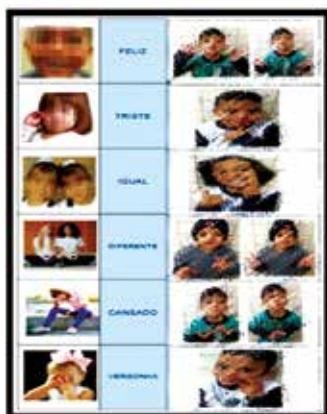 FELIZ
TRISTE
IGUAL
DIFERENTE
CANSADO
VERGONHA